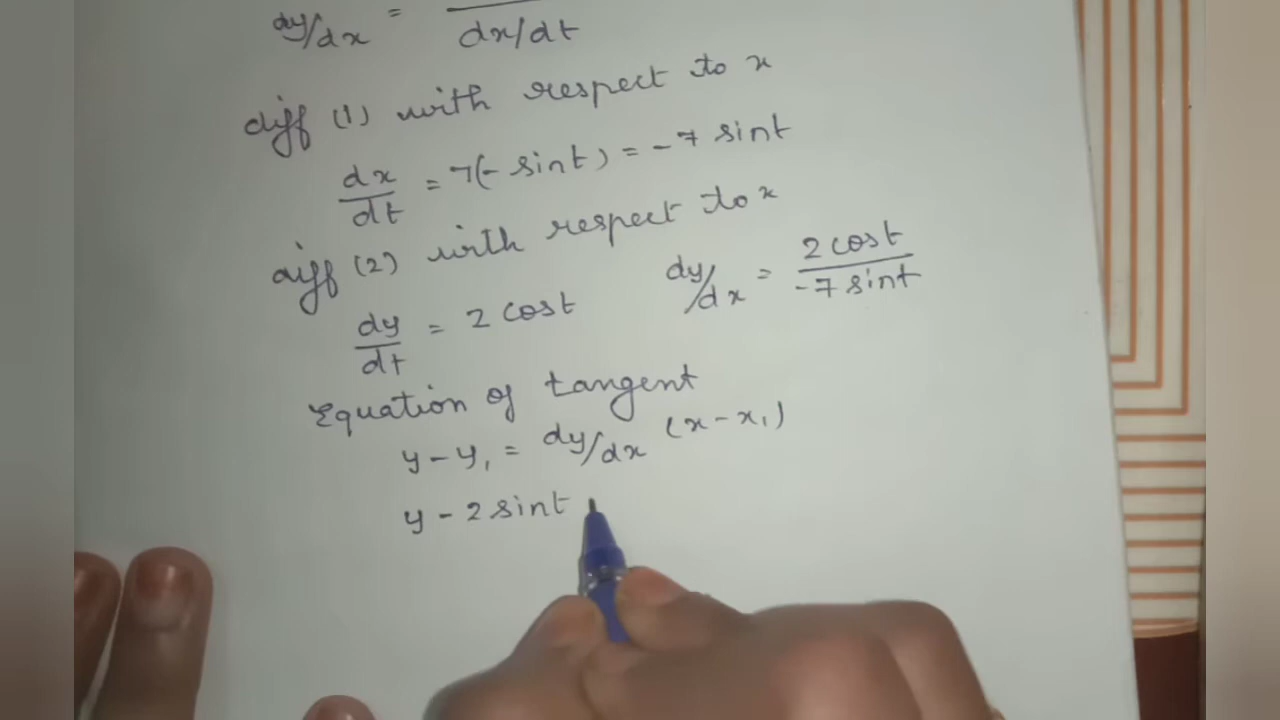 dy/dx = dx/dt
diff (1) with respect to x
dx/dt = 7(- sint) = -7 sint
diff (2) with respect to x
dy/dt = 2 cost
dy/dx = 2 cost / -7 sint
Equation of tangent
y - y₁ = dy/dx (x - x₁)
y - 2 sint